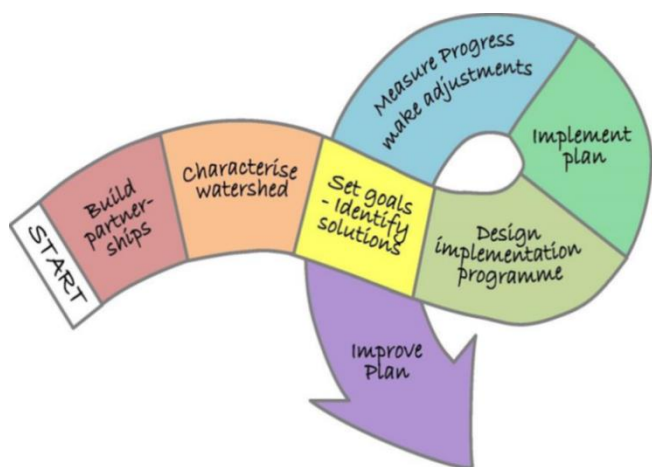 START
Build
partner-
ships
Characterise
watershed
Set goals
- Identify
solutions
Design
implementation
programme
Implement
plan
Measure Progress
make adjustments
Improve
Plan